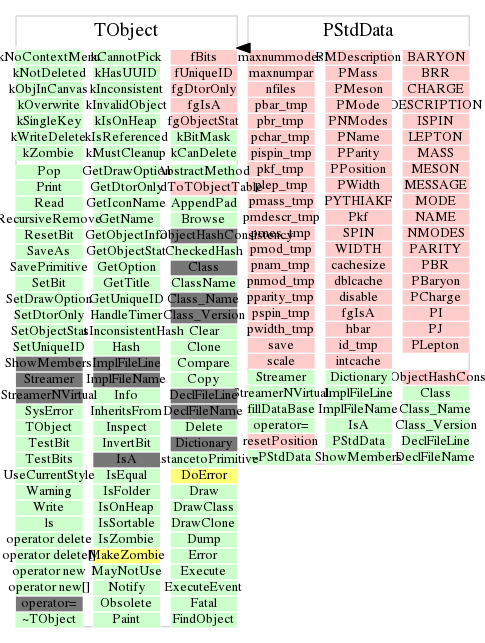 TObject
PStdData
kNoContextMenu kCannotPick fBits
kNotDeleted kHasUUID fUniqueID
kObjInCanvas kInconsistent fgDtorOnly
kOverwrite kInvalidObject fgIsA
kSingleKey kIsOnHeap fgObjectStat
kWriteDelete kIsReferenced kBitMask
kZombie kMustCleanup kCanDelete
Pop GetDrawOption AbstractMethod
Print GetDtorOnly
Read GetIconName AppendPad
RecursiveRemove GetName Browse
ResetBit GetObjectInfo
SaveAs GetObjectStat CheckedHash
SavePrimitive GetOption Class
SetBit GetTitle ClassName
SetDrawOption GetUniqueID Class_Name
SetDtorOnly HandleTimer Class_Version
SetObjectStat Clear
SetUniqueID Hash Clone
ShowMembers ImplFileLine Compare
Streamer ImplFileName Copy
StreamerNVirtual Info DeclFileLine
SysError InheritsFrom DeclFileName
TObject Inspect Delete
TestBit InvertBit Dictionary
TestBits IsA
UseCurrentStyle IsEqual DoError
Warning IsFolder Draw
Write IsOnHeap DrawClass
ls IsSortable DrawClone
operator delete IsZombie Dump
operator delete[] MakeZombie Error
operator new MayNotUse Execute
operator new[] Notify ExecuteEvent
operator= Obsolete Fatal
~TObject Paint FindObject
maxnummodes BARYON
maxnumpar PMass BRR
nfiles PMeson CHARGE
pbar_tmp PMode DESCRIPTION
pbr_tmp PNModes ISPIN
pchar_tmp PName LEPTON
pispin_tmp PParity MASS
pkf_tmp PPosition MESON
plep_tmp PWidth MESSAGE
pmass_tmp PYTHIAKF MODE
pmdescr_tmp Pkf NAME
SPIN NMODES
pmod_tmp WIDTH PARITY
pnam_tmp cachesize PBR
pnmod_tmp dblcache PBaryon
pparity_tmp disable PCharge
pspin_tmp fgIsA PI
pwidth_tmp hbar PJ
save id_tmp PLepton
scale intcache
Streamer Dictionary
StreamerNVirtual ImplFileLine Class
fillDataBase ImplFileName Class_Name
operator= IsA Class_Version
resetPosition PStdData DeclFileLine
~PStdData ShowMembers DeclFileName